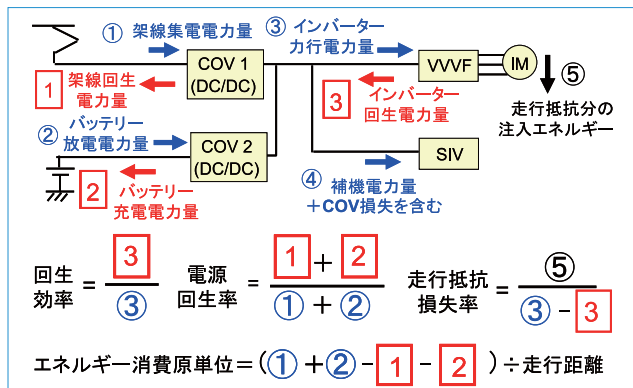 ① 架線集電電力量
③ インバーター
力行電力量
COV 1
(DC/DC)
VVVF
IM
⑤
走行抵抗分の
注入エネルギー
1 架線回生
電力量
3 インバーター
回生電力量
② バッテリー
放電電力量
COV 2
(DC/DC)
SIV
2 バッテリー
充電電力量
④ 補機電力量
+COV損失を含む
回生効率 = 3 / ③
電源回生率 = 1 + 2 / ① + ②
走行抵抗損失率 = ⑤ / ③ - 3
エネルギー消費原単位=(① +② - 1 - 2 )÷走行距離